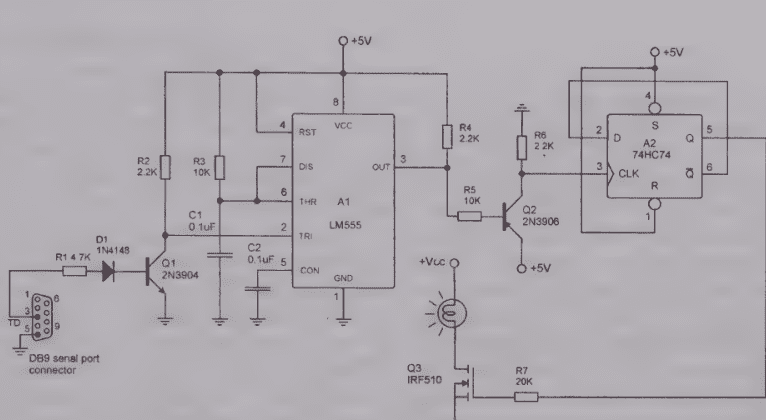 +5V
+5V
8
VCC
4
RST
R2
2.2K
R3
10K
7
DIS
OUT
3
R4
2.2K
R6
2 2K
4
S
2
D
Q
5
A2
74HC74
3
CLK
Q
6
R
1
6
THR
A1
LM555
R5
10K
Q2
2N3906
C1
0.1uF
2
TRI
C2
0.1uF
5
CON
GND
1
+5V
+Vcc
D1
1N4148
R1 4 7K
Q1
2N3904
1
6
TD
3
5
9
DB9 serial port
connector
Q3
IRF510
R7
20K